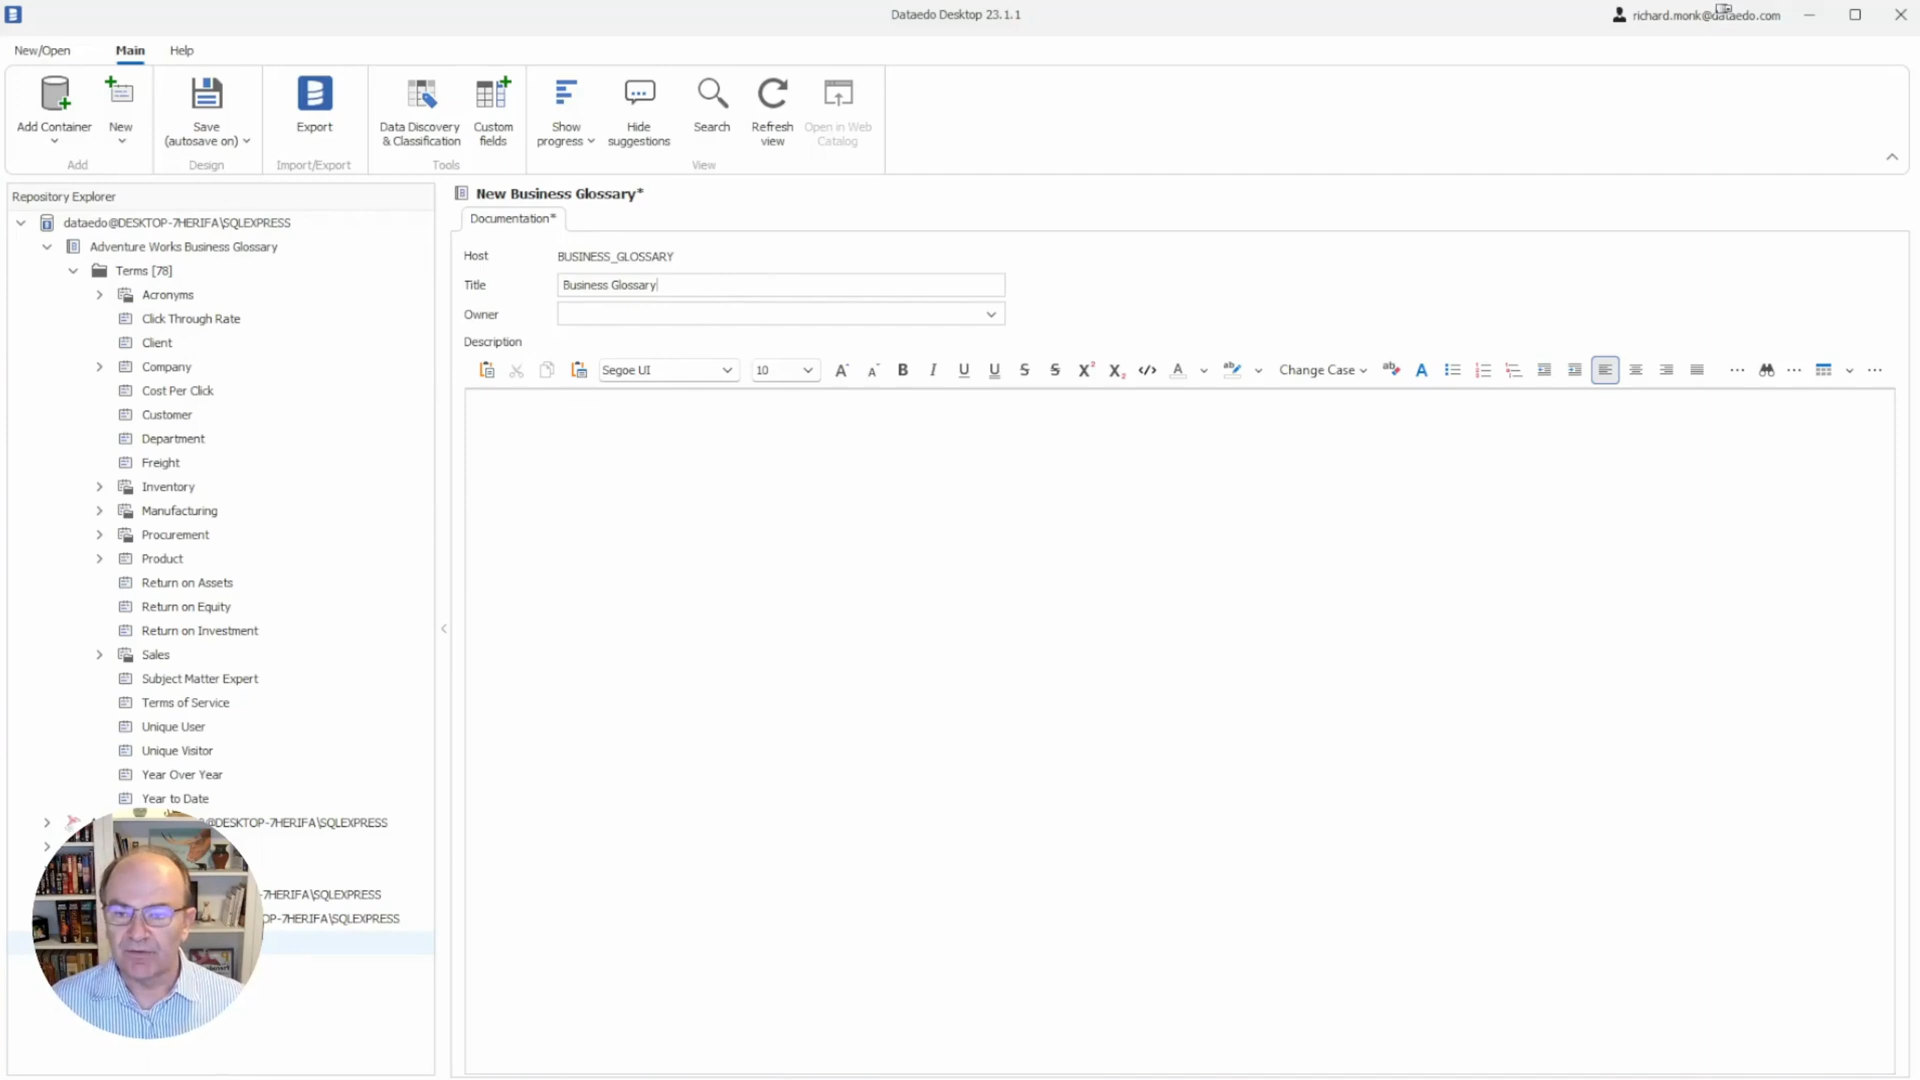 Dataedo Desktop 23.1.1
richard.monk@dataedo.com
New/Open
Main
Help
Add Container
New
Save
(autosave on)
Export
Data Discovery
& Classification
Custom
fields
Show
progress
Hide
suggestions
Search
Refresh
view
Open in Web
Catalog
Add
Design
Import/Export
Tools
View
Repository Explorer
dataedo@DESKTOP-7HERIFA\SQLEXPRESS
Adventure Works Business Glossary
Terms [78]
Acronyms
Click Through Rate
Client
Company
Cost Per Click
Customer
Department
Freight
Inventory
Manufacturing
Procurement
Product
Return on Assets
Return on Equity
Return on Investment
Sales
Subject Matter Expert
Terms of Service
Unique User
Unique Visitor
Year Over Year
Year to Date
@DESKTOP-7HERIFA\SQLEXPRESS
-7HERIFA\SQLEXPRESS
OP-7HERIFA\SQLEXPRESS
New Business Glossary*
Documentation*
Host BUSINESS_GLOSSARY
Title Business Glossary
Owner
Description
Segoe UI 10 Change Case